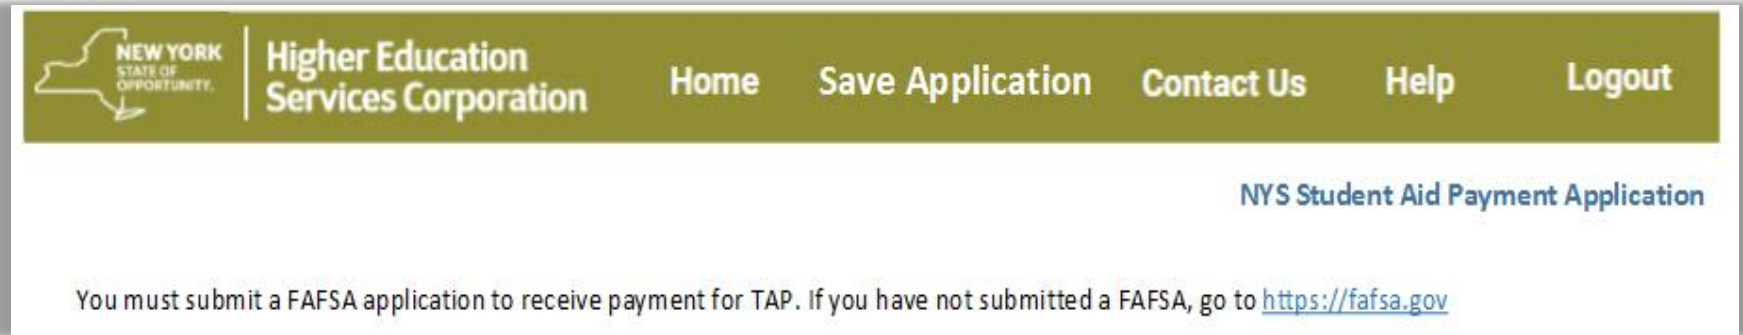 NEW YORK
STATE OF
OPPORTUNITY.
Higher Education
Services Corporation
Home Save Application Contact Us Help Logout
NYS Student Aid Payment Application
You must submit a FAFSA application to receive payment for TAP. If you have not submitted a FAFSA, go to https://fafsa.gov